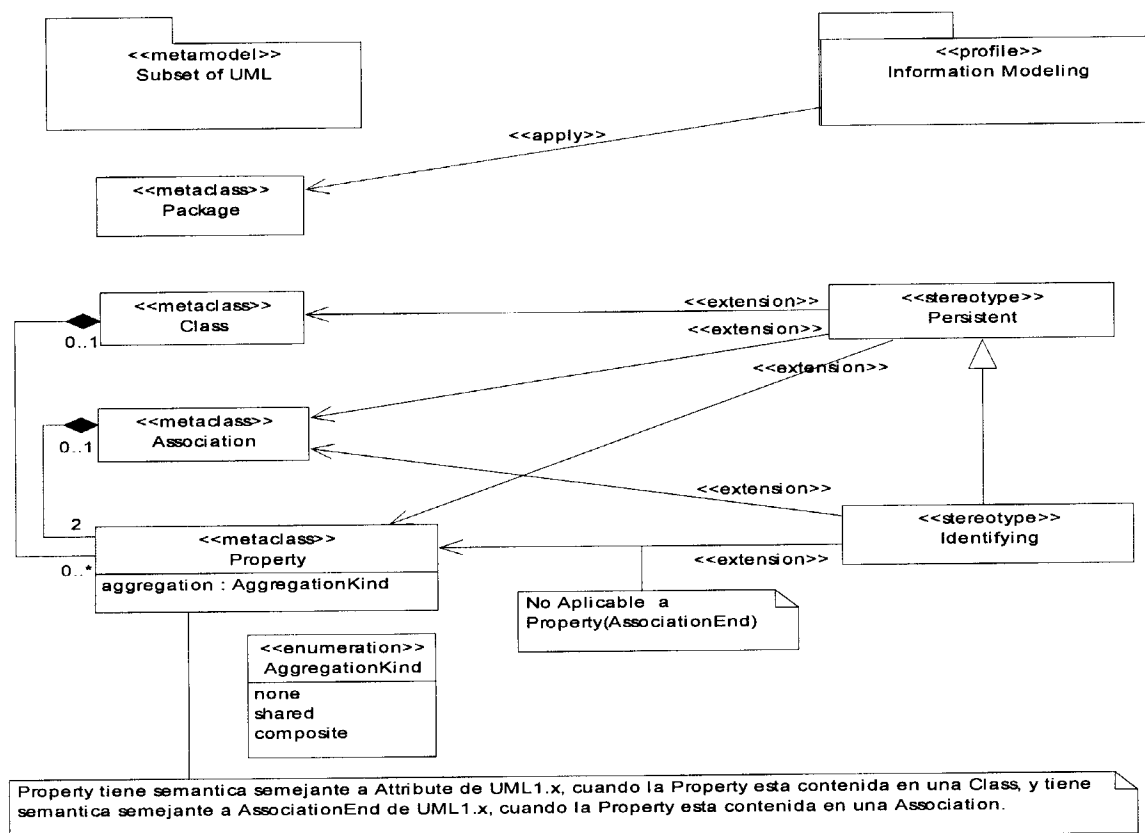 <<metamodel>>
Subset of UML
<<profile>>
Information Modeling
<<apply>>
<<metaclass>>
Package
<<metaclass>>
Class
0..1
<<extension>>
<<stereotype>>
Persistent
<<extension>>
<<extension>>
<<metaclass>>
Association
0..1
<<extension>>
2
<<metaclass>>
Property
0..*
aggregation : AggregationKind
<<extension>>
<<stereotype>>
Identifying
No Aplicable a
Property(AssociationEnd)
<<enumeration>>
AggregationKind
none
shared
composite
Property tiene semantica semejante a Attribute de UML1.x, cuando la Property esta contenida en una Class, y tiene
semantica semejante a AssociationEnd de UML1.x, cuando la Property esta contenida en una Association.